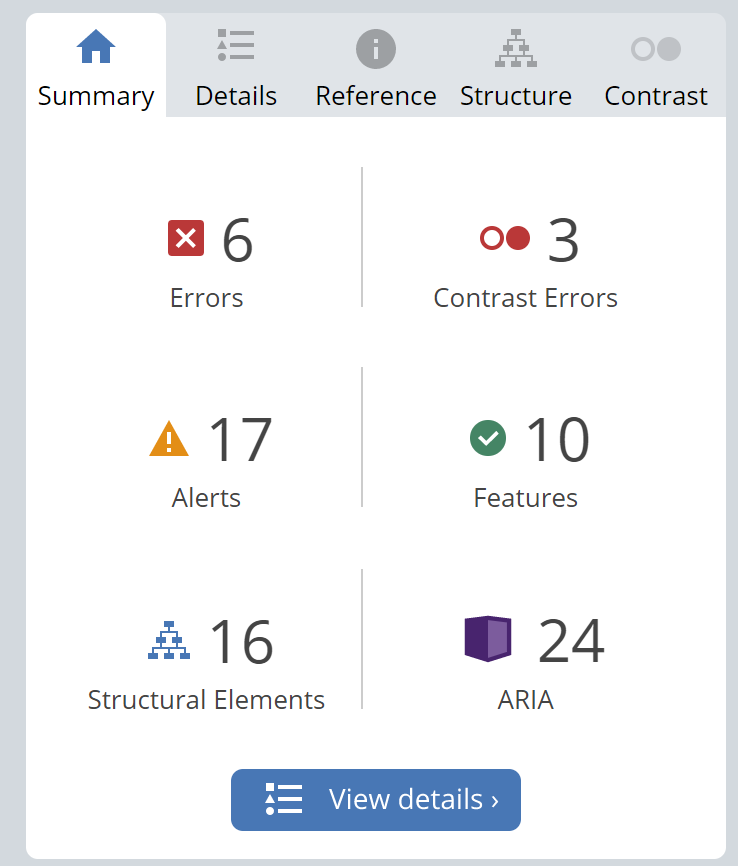 Summary Details Reference Structure Contrast
6 3
Errors Contrast Errors
17 10
Alerts Features
16 24
Structural Elements ARIA
View details ›